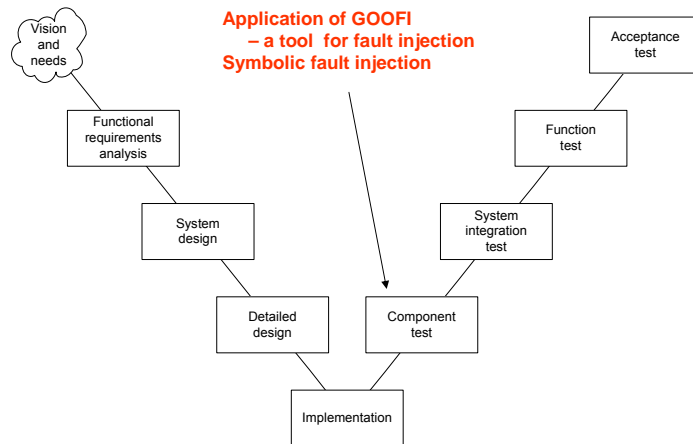 Vision
and
needs
Application of GOOFI
– a tool for fault injection
Symbolic fault injection
Acceptance
test
Functional
requirements
analysis
Function
test
System
design
System
integration
test
Detailed
design
Component
test
Implementation